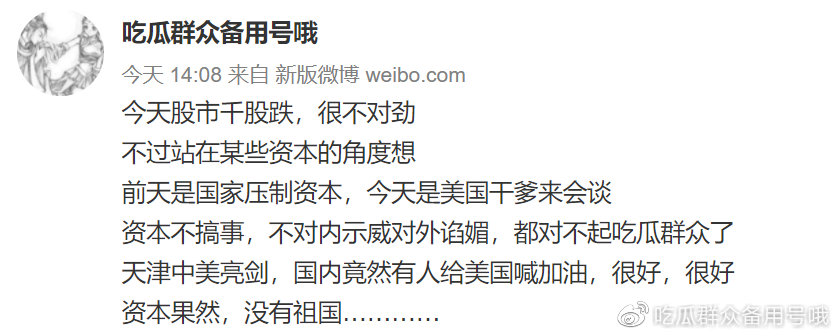 吃瓜群众备用号哦
今天 14:08 来自 新版微博 weibo.com
今天股市千股跌，很不对劲
不过站在某些资本的角度想
前天是国家压制资本，今天是美国干爹来会谈
资本不搞事，不对内示威对外谄媚，都对不起吃瓜群众了
天津中美亮剑，国内竟然有人给美国喊加油，很好，很好
资本果然，没有祖国…………
吃瓜群众备用号哦